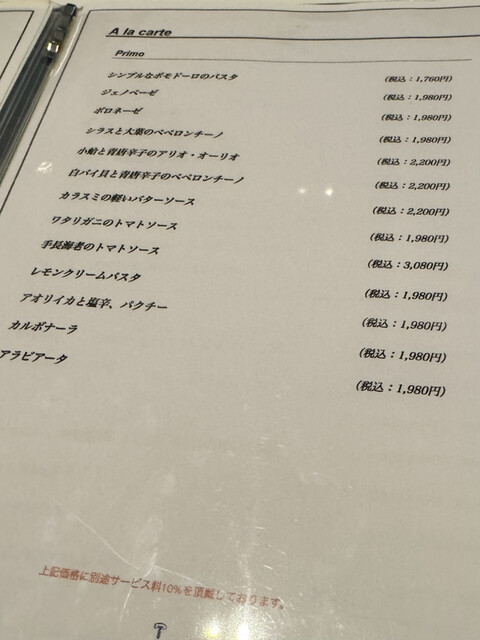 A la carte
Primo
シンプルなポモドーロのパスタ (税込：1,760円)
ジェノベーゼ (税込：1,980円)
ボロネーゼ (税込：1,980円)
シラスと大葉のペペロンチーノ (税込：1,980円)
小蛤と青唐辛子のアリオ・オーリオ (税込：2,200円)
白バイ貝と青唐辛子のペペロンチーノ (税込：2,200円)
カラスミの軽いバターソース (税込：2,200円)
ワタリガニのトマトソース (税込：1,980円)
手長海老のトマトソース (税込：3,080円)
レモンクリームパスタ (税込：1,980円)
アオリイカと塩辛、パクチー (税込：1,980円)
カルボナーラ (税込：1,980円)
アラビアータ (税込：1,980円)
上記価格に別途サービス料10%を頂戴しております。